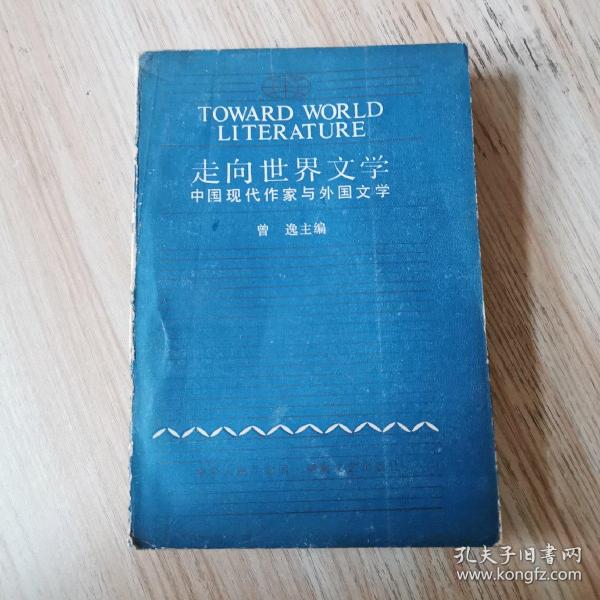 TOWARD WORLD
LITERATURE
走向世界文学
中国现代作家与外国文学
曾 逸主编
孔夫子旧书网
www.kongfz.com